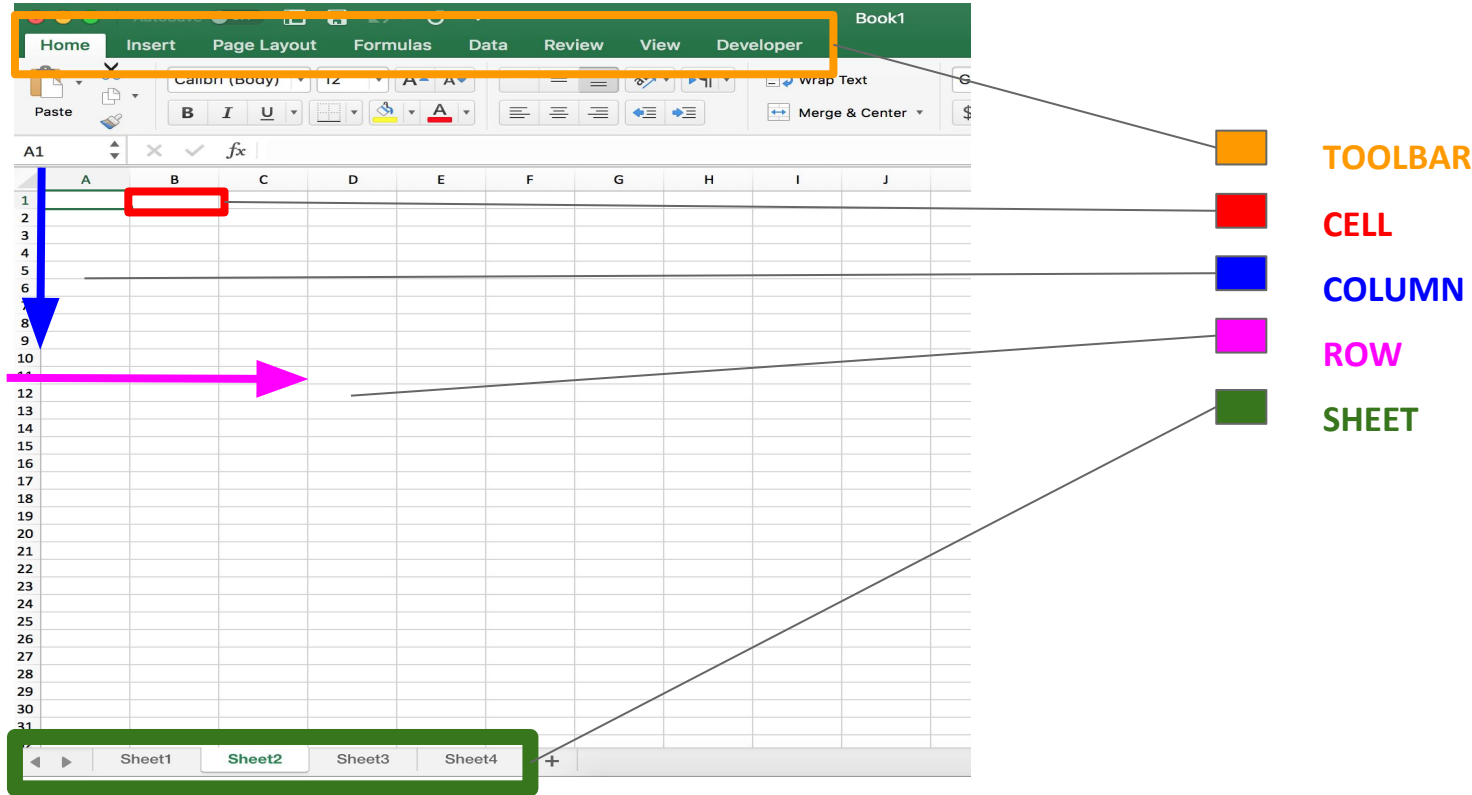 AutoSave OFF Book1
Home Insert Page Layout Formulas Data Review View Developer
Calibri (Body) 12 A A Wrap Text G
Paste B I U A Merge & Center $
A1 fx
A B C D E F G H I J
1
2
3
4
5
6
7
8
9
10
11
12
13
14
15
16
17
18
19
20
21
22
23
24
25
26
27
28
29
30
31
Sheet1 Sheet2 Sheet3 Sheet4 +
TOOLBAR
CELL
COLUMN
ROW
SHEET